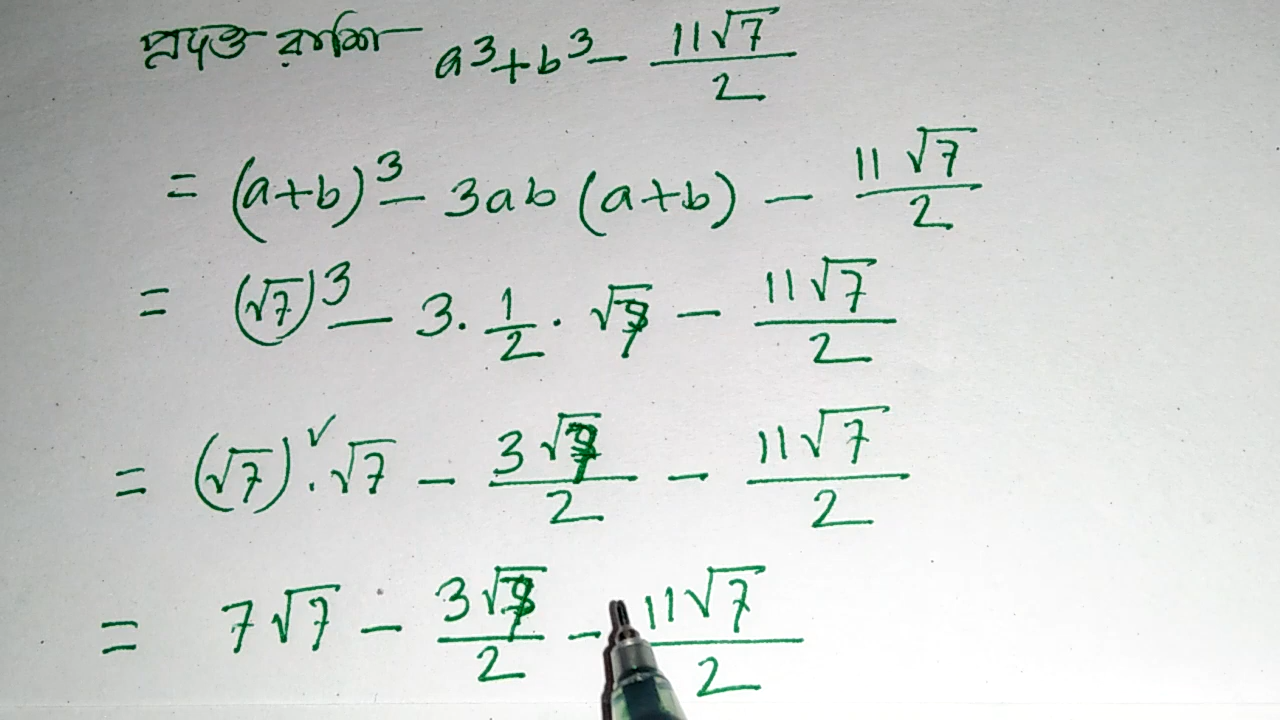 প্রদত্ত রাশি a³+b³ - 11√7/2
= (a+b)³ - 3ab (a+b) - 11√7/2
= (√7)³ - 3. 1/2 . √7 - 11√7/2
= (√7)² . √7 - 3√7/2 - 11√7/2
= 7√7 - 3√7/2 - 11√7/2